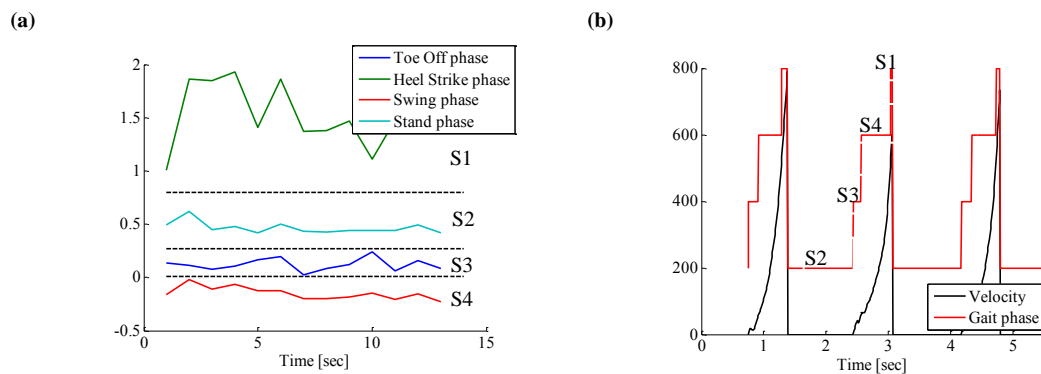 (a)
Toe Off phase
Heel Strike phase
Swing phase
Stand phase
2
1.5
1
0.5
0
-0.5
S1
S2
S3
S4
0
5
10
15
Time [sec]
(b)
800
600
400
200
0
S1
S4
S3
S2
Velocity
Gait phase
0
1
2
3
4
5
Time [sec]